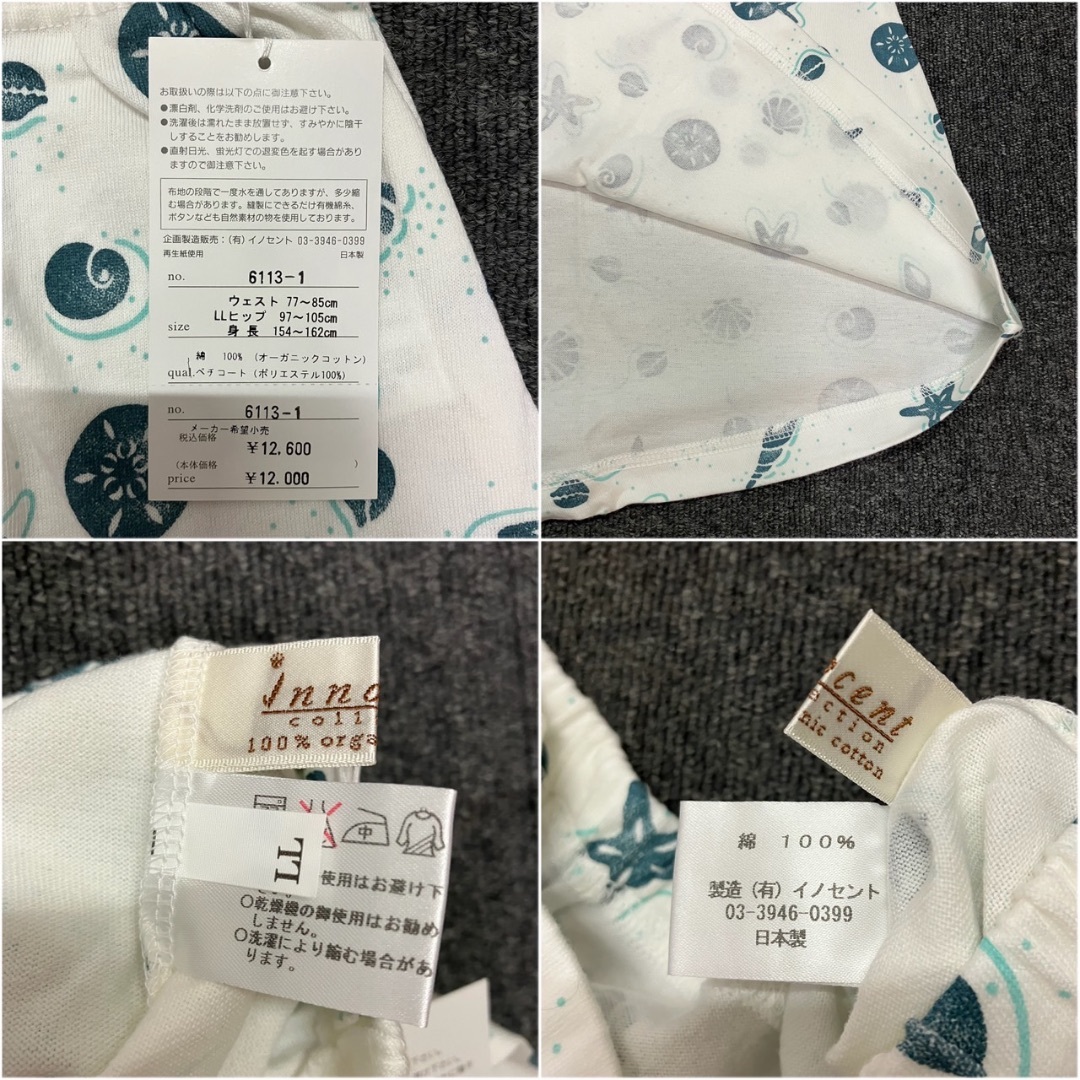 お取扱いの際は以下の点に御注意下さい。
●漂白剤、化学洗剤のご使用はお避け下さい。
●洗濯後は濡れたまま放置せず、すみやかに陰干
しすることをお勧めします。
●直射日光、蛍光灯での退変色を起す場合があり
ますので御注意下さい。
布地の段階で一度水を通してありますが、多少縮
む場合があります。縫製にできるだけ有機綿糸、
ボタンなども自然素材の物を使用しております。
企画製造販売:(有)イノセント 03-3946-0399
再生紙使用 日本製
no. 6113-1
ウェスト 77〜85cm
LLヒップ 97〜105cm
size 身長 154〜162cm
綿 100% (オーガニックコットン)
qual. ペチコート (ポリエステル100%)
no. 6113-1
メーカー希望小売
税込価格 ¥12,600
(本体価格 )
price ¥12,000
inno
coll
100% orga
中
LL
使用はお避け下
○乾燥機の御使用はお勧め
しません。
○洗濯により縮む場合があ
ります。
cent
ction
nic cotton
綿 100%
製造(有)イノセント
03-3946-0399
日本製